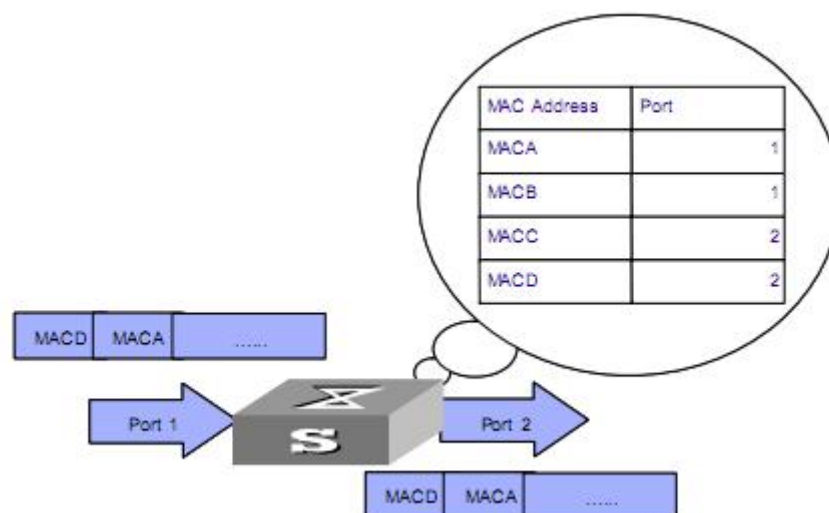 MAC Address Port
MACA 1
MACB 1
MACC 2
MACD 2
MACD MACA ......
Port 1
S
Port 2
MACD MACA ......